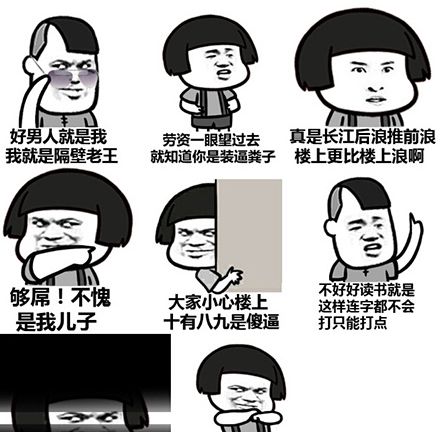 好男人就是我
我就是隔壁老王
劳资一眼望过去
就知道你是装逼粪子
真是长江后浪推前浪
楼上更比楼上浪啊
够屌！不愧
是我儿子
大家小心楼上
十有八九是傻逼
不好好读书就是
这样连字都不会
打只能打点